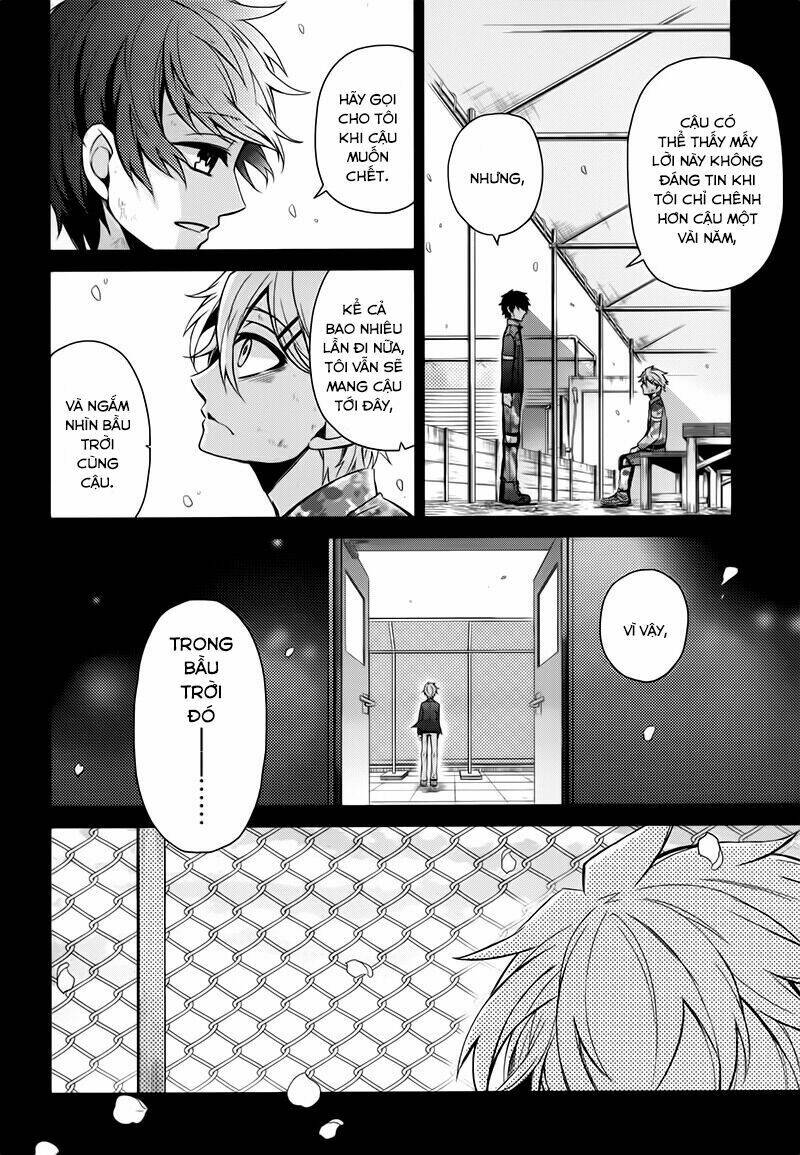 CẬU CÓ
THỂ THẤY MẤY
LỜI NÀY KHÔNG
ĐÁNG TIN KHI
TÔI CHỈ CHÊNH
HƠN CẬU MỘT
VÀI NĂM,
NHƯNG,
HÃY GỌI
CHO TÔI
KHI CẬU
MUỐN
CHẾT.
KỂ CẢ
BAO NHIÊU
LẦN ĐI NỮA,
TÔI VẪN SẼ
MANG CẬU
TỚI ĐÂY,
VÀ NGẮM
NHÌN BẦU
TRỜI
CÙNG
CẬU.
VÌ VẬY,
TRONG
BẦU
TRỜI
ĐÓ
—………